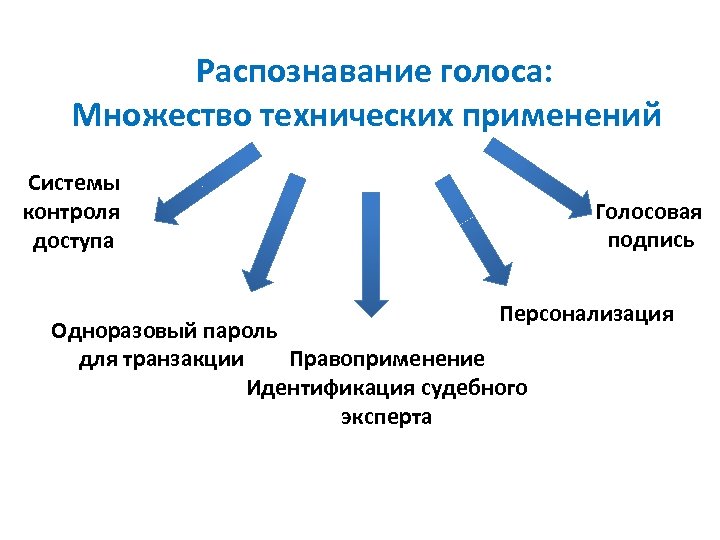 Распознавание голоса:
Множество технических применений
Системы
контроля
доступа
Голосовая
подпись
Персонализация
Одноразовый пароль
для транзакции
Правоприменение
Идентификация судебного
эксперта